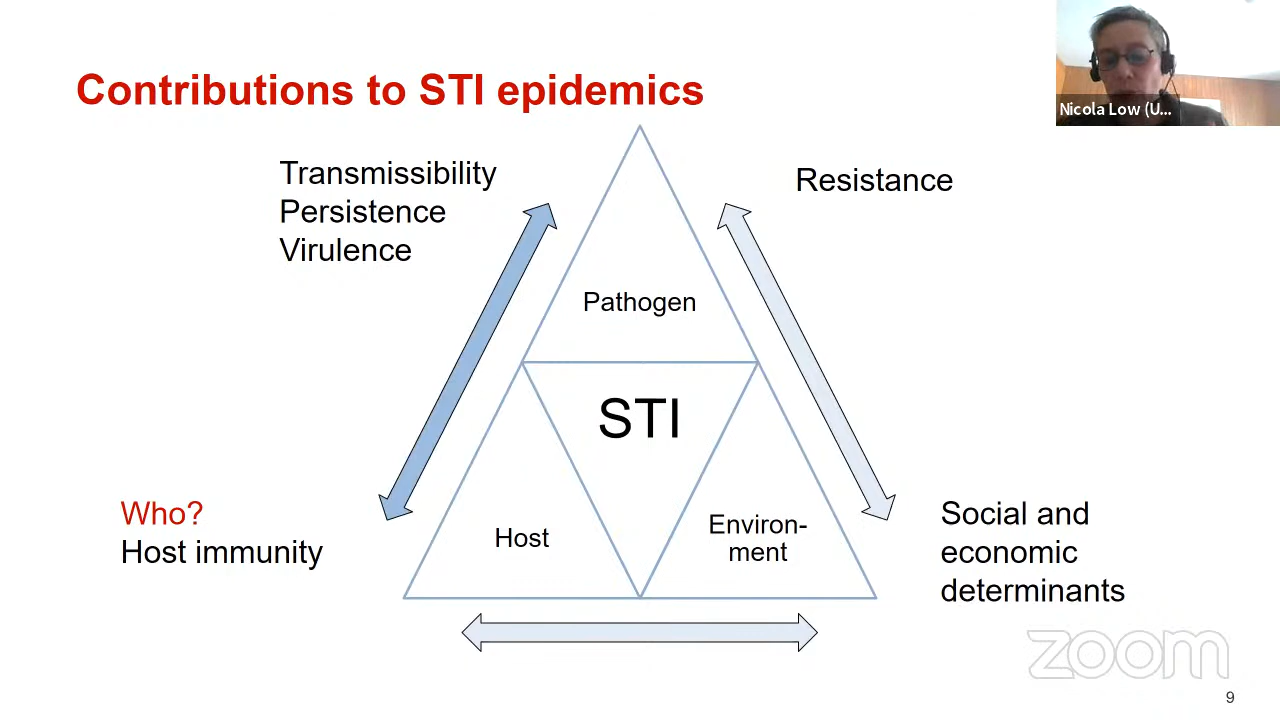 Contributions to STI epidemics
Nicola Low (U...
Transmissibility
Persistence
Virulence
Resistance
Pathogen
STI
Who?
Host immunity
Host
Environ-
ment
Social and
economic
determinants
zoom
9